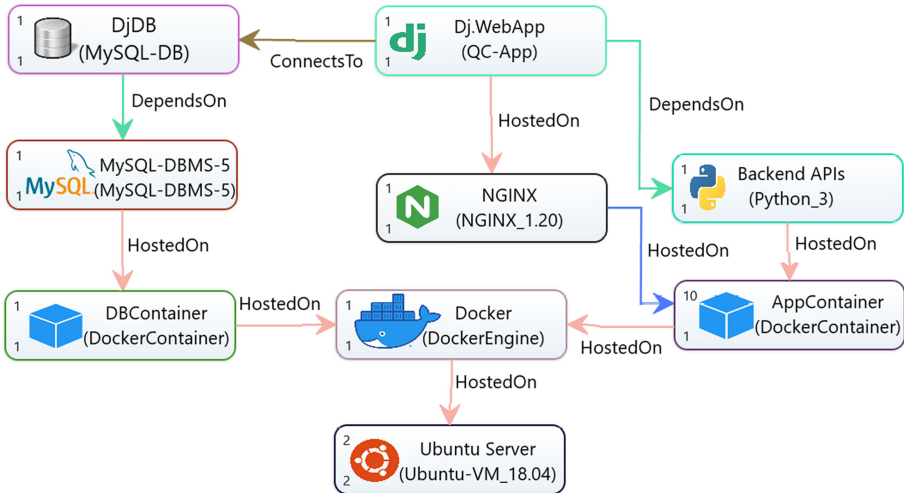 1
DjDB
(MySQL-DB)
1
ConnectsTo
1
dj
Dj.WebApp
(QC-App)
1
DependsOn
HostedOn
DependsOn
1
MySQL-DBMS-5
MySQL
(MySQL-DBMS-5)
1
1
N
NGINX
(NGINX_1.20)
1
1
Backend APIs
(Python_3)
1
HostedOn
HostedOn
HostedOn
1
DBContainer
(DockerContainer)
1
HostedOn
1
Docker
(DockerEngine)
1
HostedOn
10
AppContainer
(DockerContainer)
1
HostedOn
2
Ubuntu Server
(Ubuntu-VM_18.04)
2